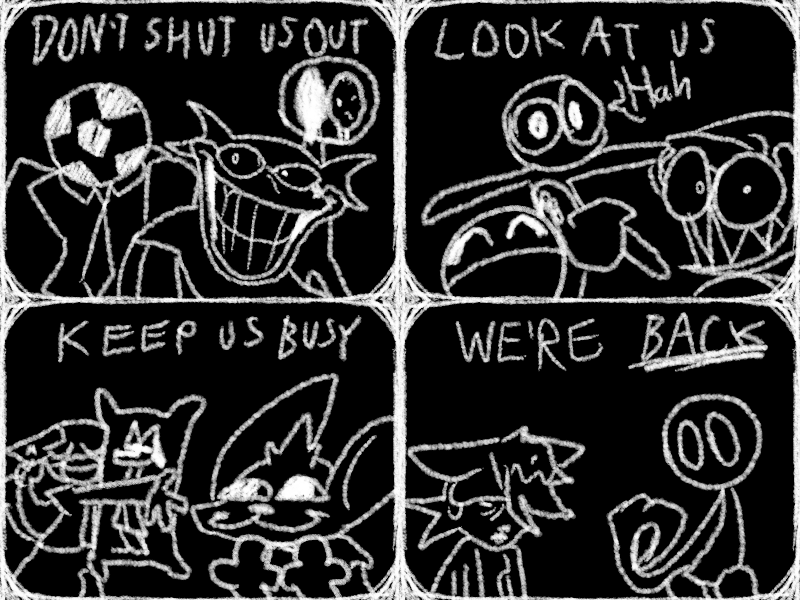 DON'T SHUT US OUT
LOOK AT US
Hah
KEEP US BUSY
WE'RE BACK